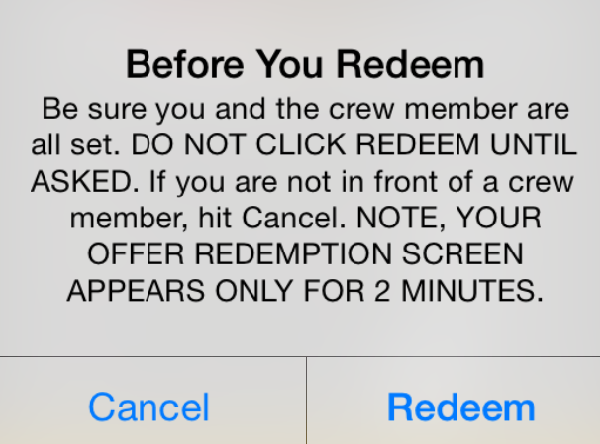 Before You Redeem
Be sure you and the crew member are
all set. DO NOT CLICK REDEEM UNTIL
ASKED. If you are not in front of a crew
member, hit Cancel. NOTE, YOUR
OFFER REDEMPTION SCREEN
APPEARS ONLY FOR 2 MINUTES.
Cancel
Redeem